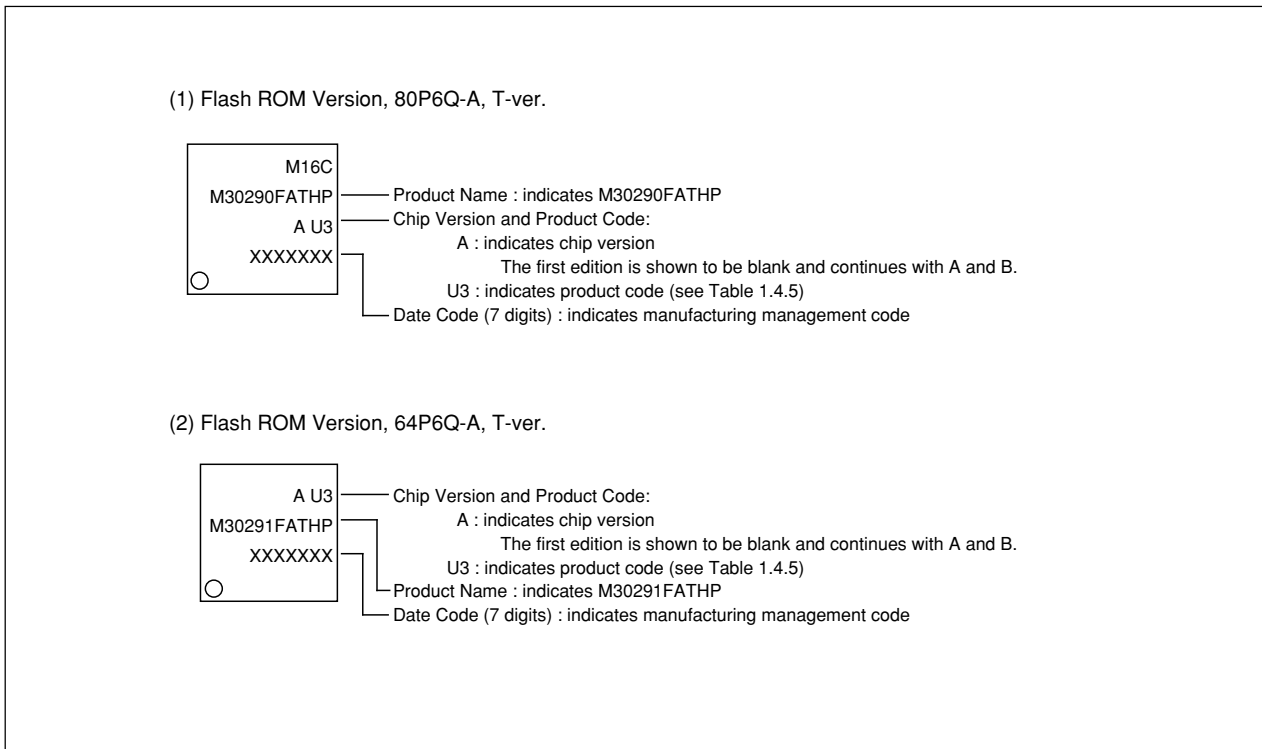 (1) Flash ROM Version, 80P6Q-A, T-ver.
M16C
M30290FATHP
A U3
XXXXXXX
Product Name : indicates M30290FATHP
Chip Version and Product Code:
A : indicates chip version
The first edition is shown to be blank and continues with A and B.
U3 : indicates product code (see Table 1.4.5)
Date Code (7 digits) : indicates manufacturing management code
(2) Flash ROM Version, 64P6Q-A, T-ver.
A U3
M30291FATHP
XXXXXXX
Chip Version and Product Code:
A : indicates chip version
The first edition is shown to be blank and continues with A and B.
U3 : indicates product code (see Table 1.4.5)
Product Name : indicates M30291FATHP
Date Code (7 digits) : indicates manufacturing management code